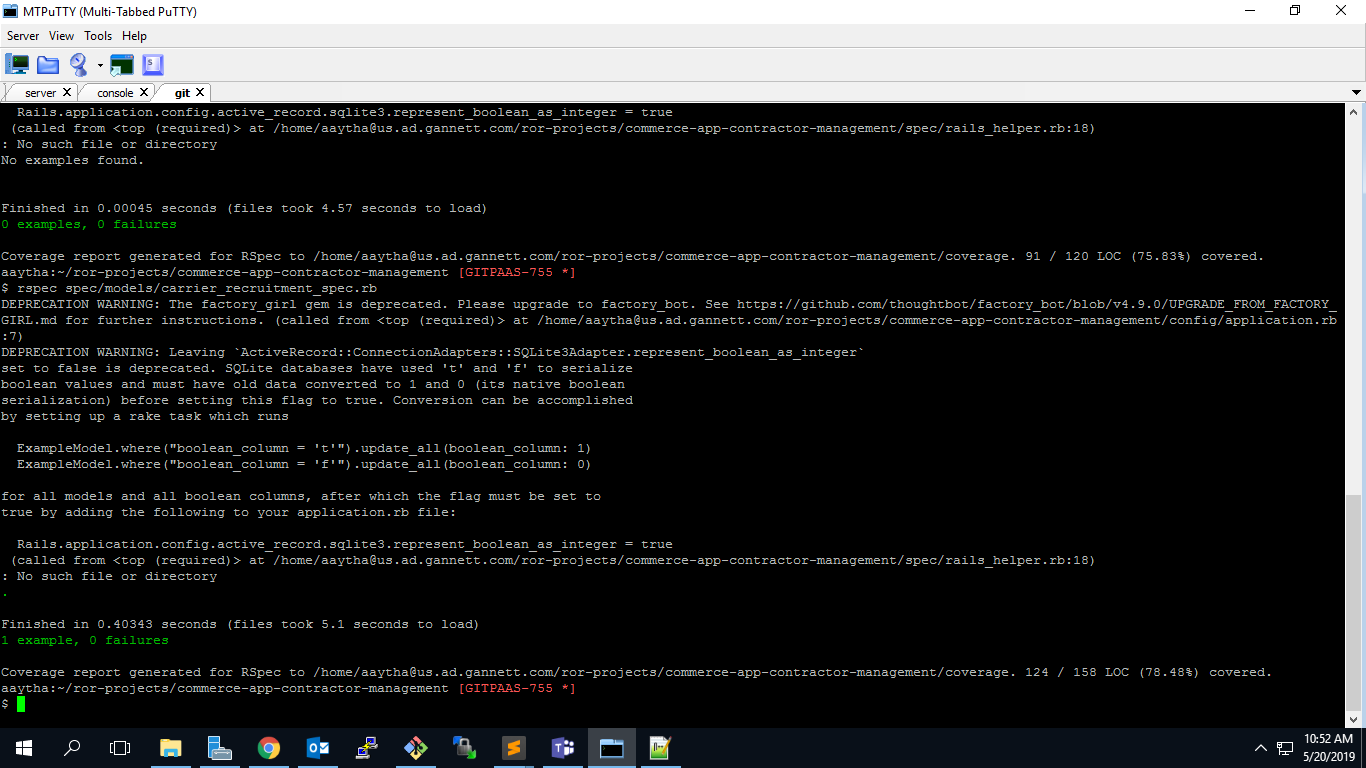 MTPuTTY (Multi-Tabbed PuTTY)
Server View Tools Help
server console git
  Rails.application.config.active_record.sqlite3.represent_boolean_as_integer = true
 (called from <top (required)> at /home/aaytha@us.ad.gannett.com/ror-projects/commerce-app-contractor-management/spec/rails_helper.rb:18)
: No such file or directory
No examples found.
Finished in 0.00045 seconds (files took 4.57 seconds to load)
0 examples, 0 failures
Coverage report generated for RSpec to /home/aaytha@us.ad.gannett.com/ror-projects/commerce-app-contractor-management/coverage. 91 / 120 LOC (75.83%) covered.
aaytha:~/ror-projects/commerce-app-contractor-management [GITPAAS-755 *]
$ rspec spec/models/carrier_recruitment_spec.rb
DEPRECATION WARNING: The factory_girl gem is deprecated. Please upgrade to factory_bot. See https://github.com/thoughtbot/factory_bot/blob/v4.9.0/UPGRADE_FROM_FACTORY_
GIRL.md for further instructions. (called from <top (required)> at /home/aaytha@us.ad.gannett.com/ror-projects/commerce-app-contractor-management/config/application.rb
:7)
DEPRECATION WARNING: Leaving `ActiveRecord::ConnectionAdapters::SQLite3Adapter.represent_boolean_as_integer`
set to false is deprecated. SQLite databases have used 't' and 'f' to serialize
boolean values and must have old data converted to 1 and 0 (its native boolean
serialization) before setting this flag to true. Conversion can be accomplished
by setting up a rake task which runs
  ExampleModel.where("boolean_column = 't'").update_all(boolean_column: 1)
  ExampleModel.where("boolean_column = 'f'").update_all(boolean_column: 0)
for all models and all boolean columns, after which the flag must be set to
true by adding the following to your application.rb file:
  Rails.application.config.active_record.sqlite3.represent_boolean_as_integer = true
 (called from <top (required)> at /home/aaytha@us.ad.gannett.com/ror-projects/commerce-app-contractor-management/spec/rails_helper.rb:18)
: No such file or directory
.
Finished in 0.40343 seconds (files took 5.1 seconds to load)
1 example, 0 failures
Coverage report generated for RSpec to /home/aaytha@us.ad.gannett.com/ror-projects/commerce-app-contractor-management/coverage. 124 / 158 LOC (78.48%) covered.
aaytha:~/ror-projects/commerce-app-contractor-management [GITPAAS-755 *]
$
10:52 AM
5/20/2019